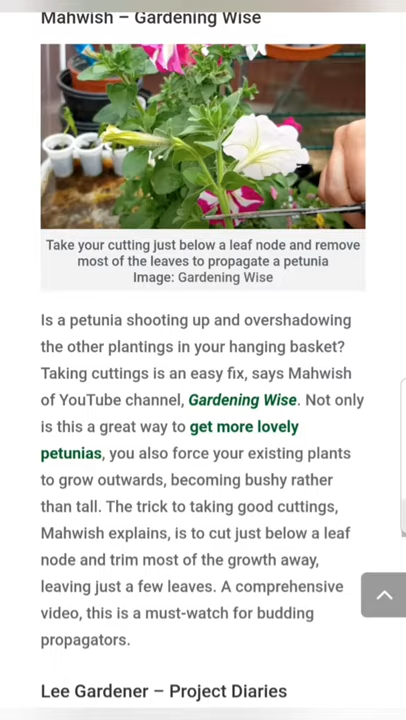 Mahwish – Gardening Wise
Take your cutting just below a leaf node and remove
most of the leaves to propagate a petunia
Image: Gardening Wise
Is a petunia shooting up and overshadowing
the other plantings in your hanging basket?
Taking cuttings is an easy fix, says Mahwish
of YouTube channel, Gardening Wise. Not only
is this a great way to get more lovely
petunias, you also force your existing plants
to grow outwards, becoming bushy rather
than tall. The trick to taking good cuttings,
Mahwish explains, is to cut just below a leaf
node and trim most of the growth away,
leaving just a few leaves. A comprehensive
video, this is a must-watch for budding
propagators.
Lee Gardener – Project Diaries